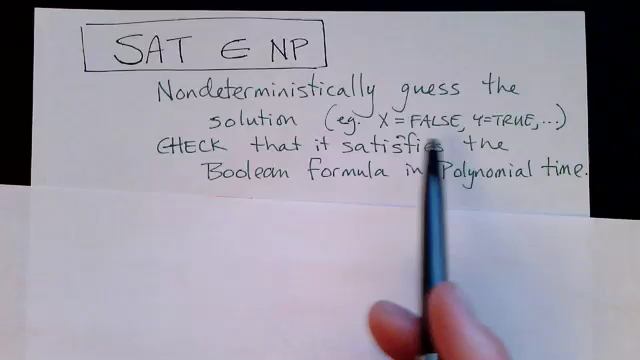 SAT ∈ NP
Nondeterministically guess the
solution (eg. X=FALSE, Y=TRUE,...)
CHECK that it satisfies the
Boolean formula in Polynomial time.